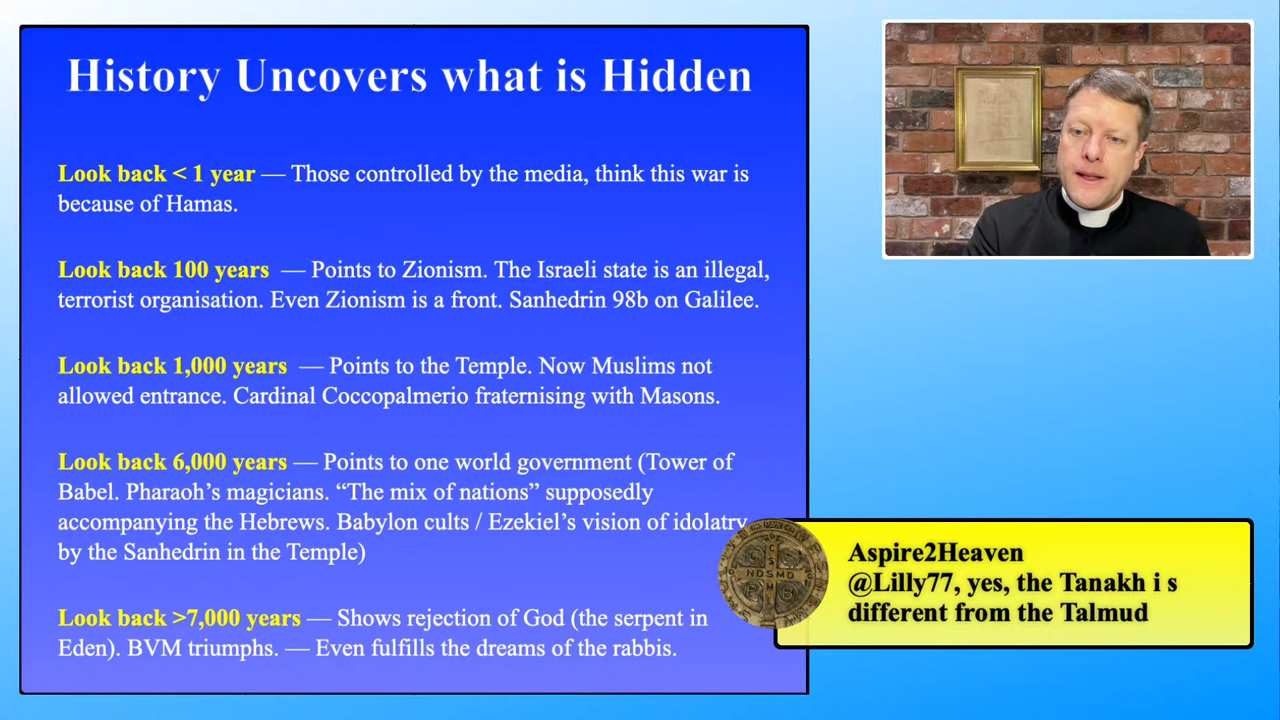 History Uncovers what is Hidden
Look back < 1 year — Those controlled by the media, think this war is
because of Hamas.
Look back 100 years — Points to Zionism. The Israeli state is an illegal,
terrorist organisation. Even Zionism is a front. Sanhedrin 98b on Galilee.
Look back 1,000 years — Points to the Temple. Now Muslims not
allowed entrance. Cardinal Coccopalmerio fraternising with Masons.
Look back 6,000 years — Points to one world government (Tower of
Babel. Pharaoh’s magicians. “The mix of nations” supposedly
accompanying the Hebrews. Babylon cults / Ezekiel’s vision of idolatry
by the Sanhedrin in the Temple)
Look back >7,000 years — Shows rejection of God (the serpent in
Eden). BVM triumphs. — Even fulfills the dreams of the rabbis.
Aspire2Heaven
@Lilly77, yes, the Tanakh i s
different from the Talmud
NDSMD